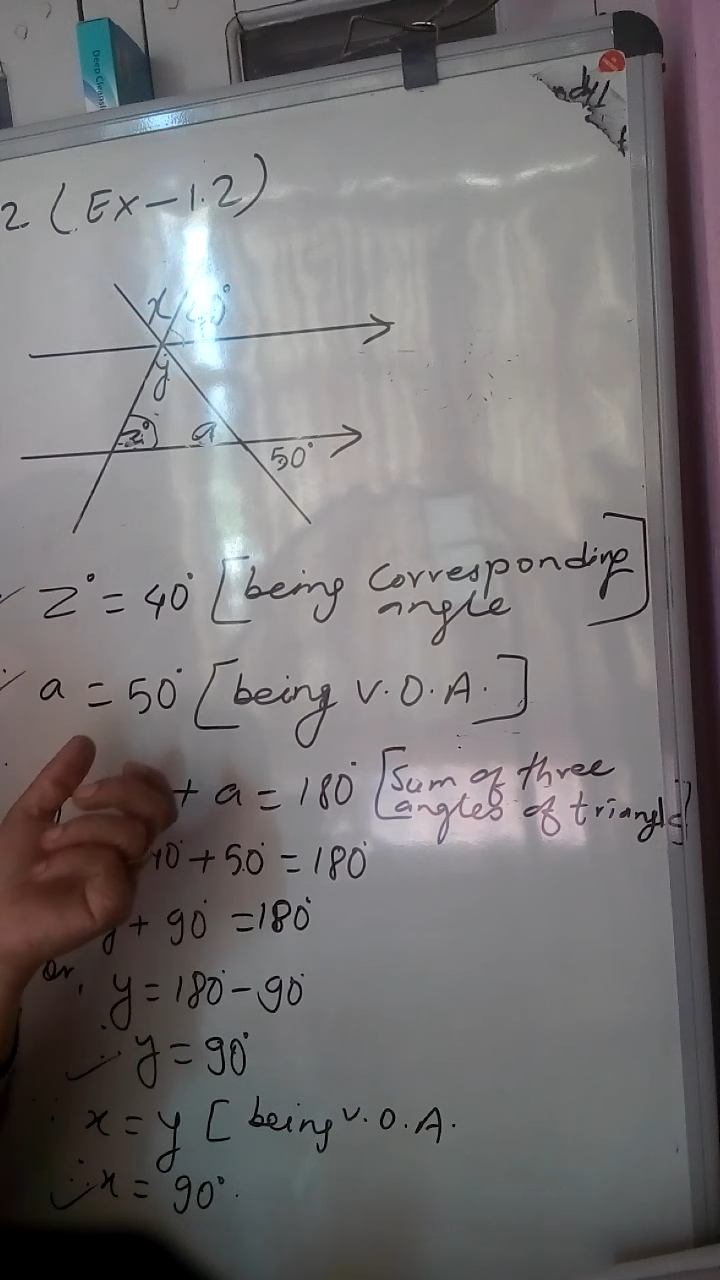 Deep Cleansi
2 (Ex-1.2)
x 40°
y
z° a
50°
z° = 40° [being corresponding
angle]
a = 50° [being V.O.A.]
+ a = 180° [Sum of three
angles of triangle]
40° + 50° = 180°
y + 90° = 180°
or, y = 180° - 90°
∴ y = 90°
x = y [being V.O.A.
∴ x = 90°.